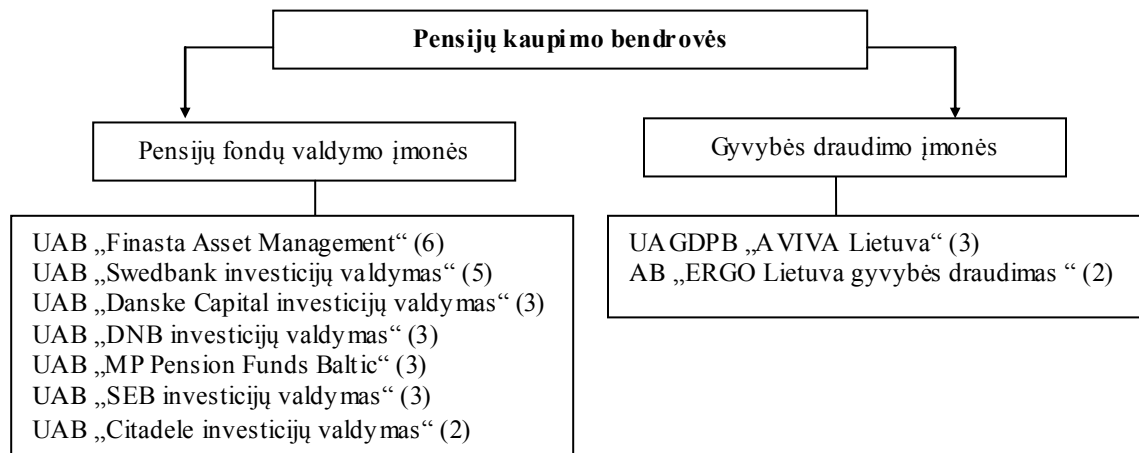 Pensijų kaupimo bendrovės
Pensijų fondų valdymo įmonės
Gyvybės draudimo įmonės
UAB „Finasta Asset Management“ (6)
UAB „Swedbank investicijų valdymas“ (5)
UAB „Danske Capital investicijų valdymas“ (3)
UAB „DNB investicijų valdymas“ (3)
UAB „MP Pension Funds Baltic“ (3)
UAB „SEB investicijų valdymas“ (3)
UAB „Citadele investicijų valdymas“ (2)
UAGDPB „AVIVA Lietuva“ (3)
AB „ERGO Lietuva gyvybės draudimas “ (2)